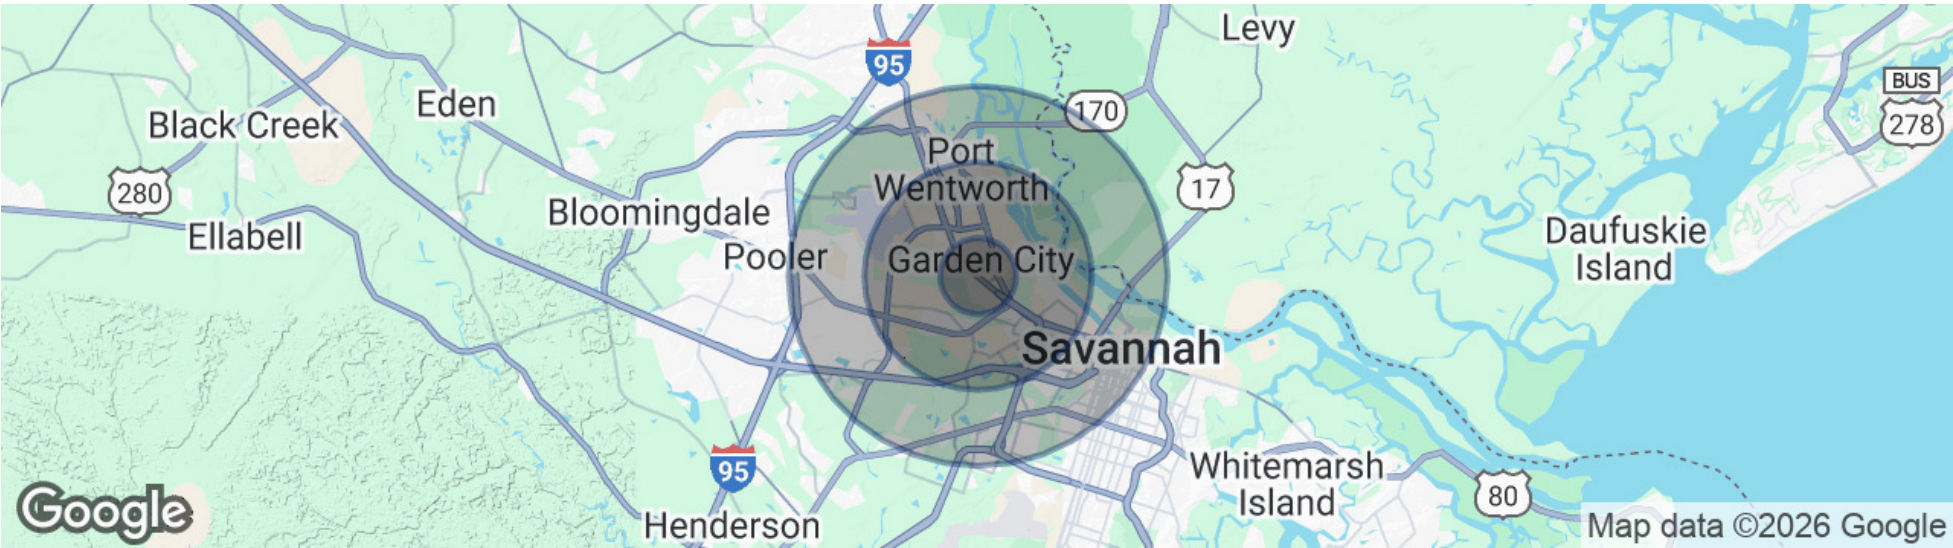 Levy
95
BUS
278
Eden
170
Black Creek
Port
Wentworth
280
17
Bloomingdale
Ellabell
Daufuskie
Island
Pooler
Garden City
Savannah
95
Whitemarsh
Island
80
Google
Henderson
Map data ©2026 Google